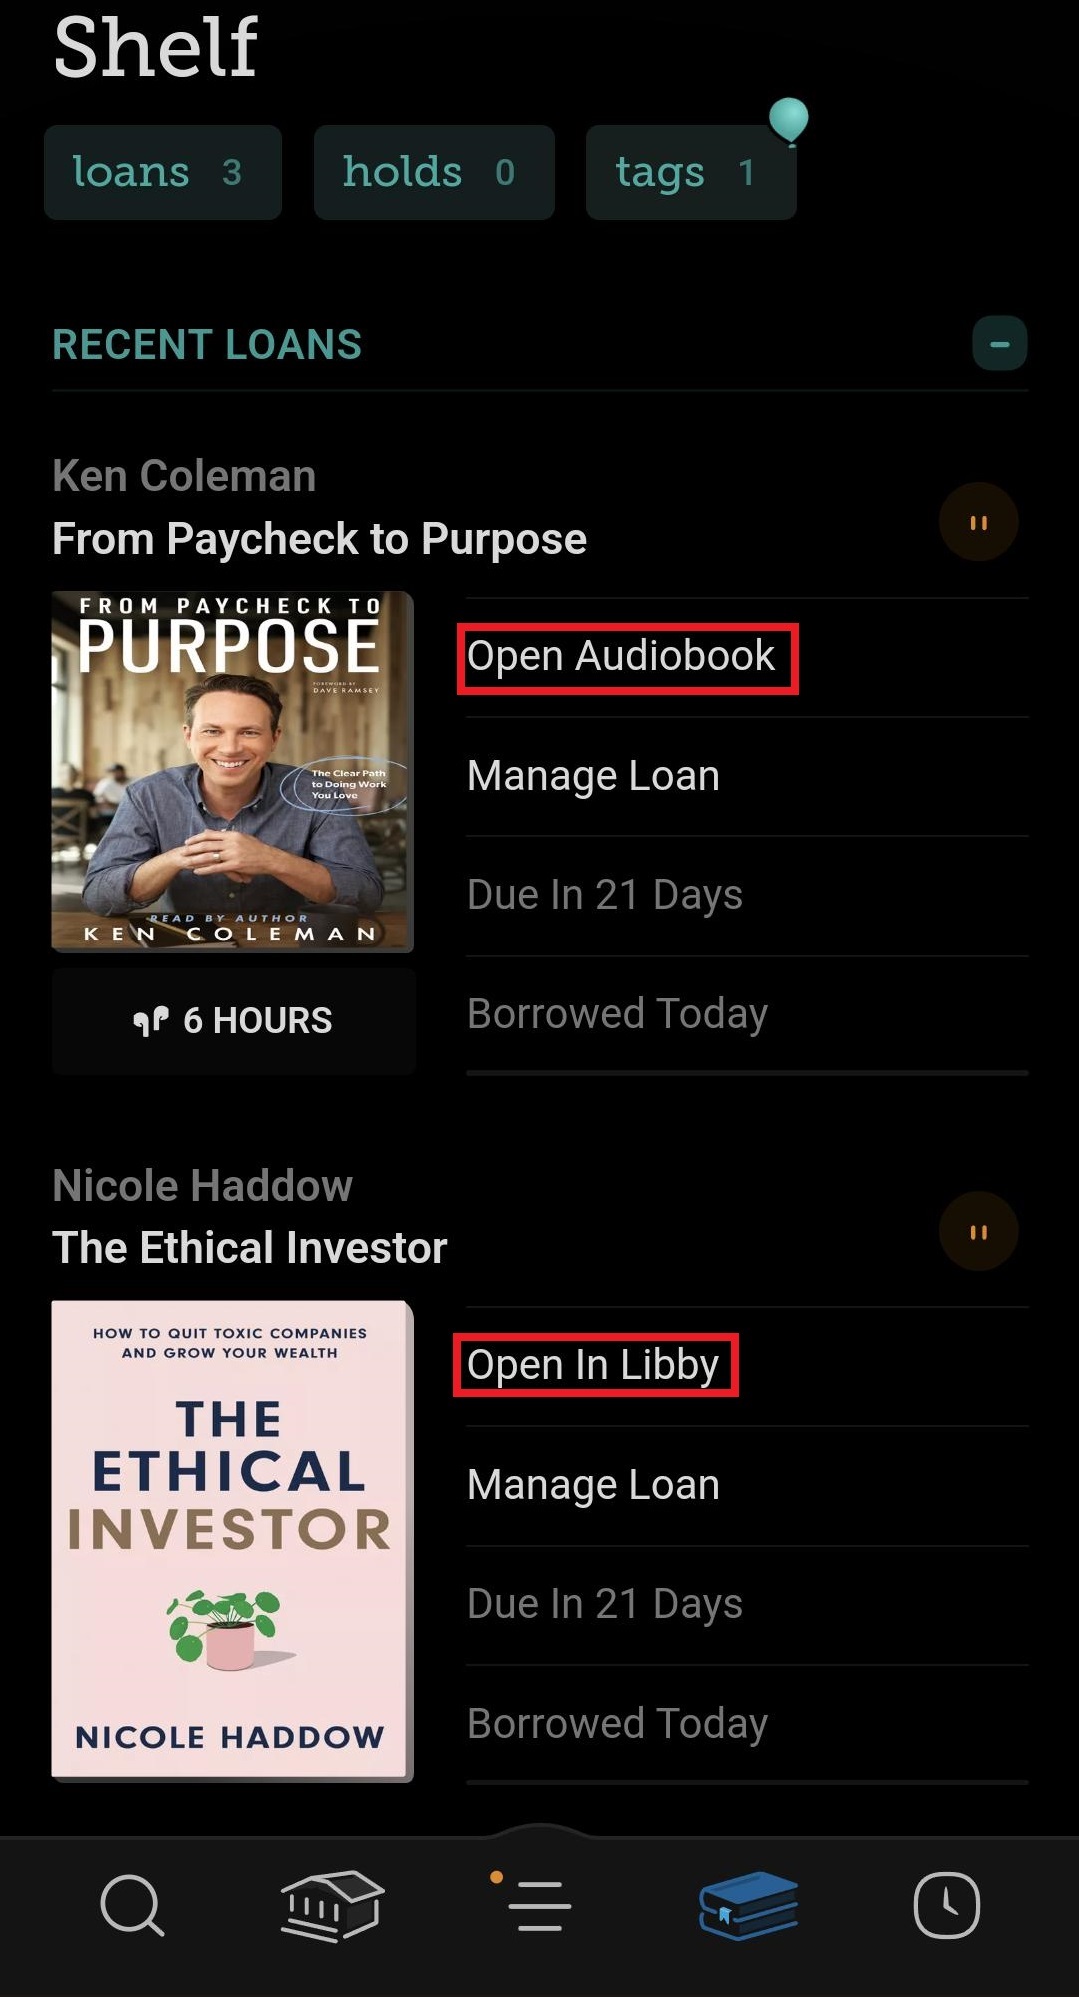 Shelf
loans 3
holds 0
tags 1
RECENT LOANS
Ken Coleman
From Paycheck to Purpose
FROM PAYCHECK TO
PURPOSE
FOREWORD BY
DAVE RAMSEY
The Clear Path
to Doing Work
You Love
READ BY AUTHOR
KEN COLEMAN
6 HOURS
Open Audiobook
Manage Loan
Due In 21 Days
Borrowed Today
Nicole Haddow
The Ethical Investor
HOW TO QUIT TOXIC COMPANIES
AND GROW YOUR WEALTH
THE
ETHICAL
INVESTOR
NICOLE HADDOW
Open In Libby
Manage Loan
Due In 21 Days
Borrowed Today